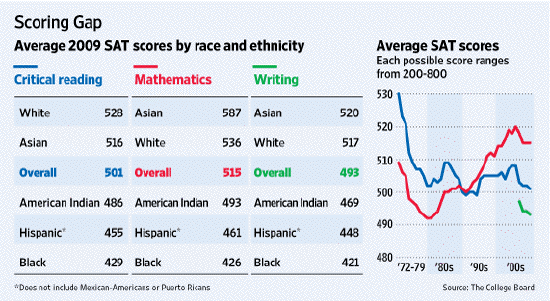 Scoring Gap
Average 2009 SAT scores by race and ethnicity
Critical reading
White 528
Asian 516
Overall 501
American Indian 486
Hispanic* 455
Black 429
Mathematics
Asian 587
White 536
Overall 515
American Indian 493
Hispanic* 461
Black 426
Writing
Asian 520
White 517
Overall 493
American Indian 469
Hispanic* 448
Black 421
*Does not include Mexican-Americans or Puerto Ricans
Average SAT scores
Each possible score ranges
from 200-800
530
520
510
500
490
480
'72-79 '80s '90s '00s
Source: The College Board